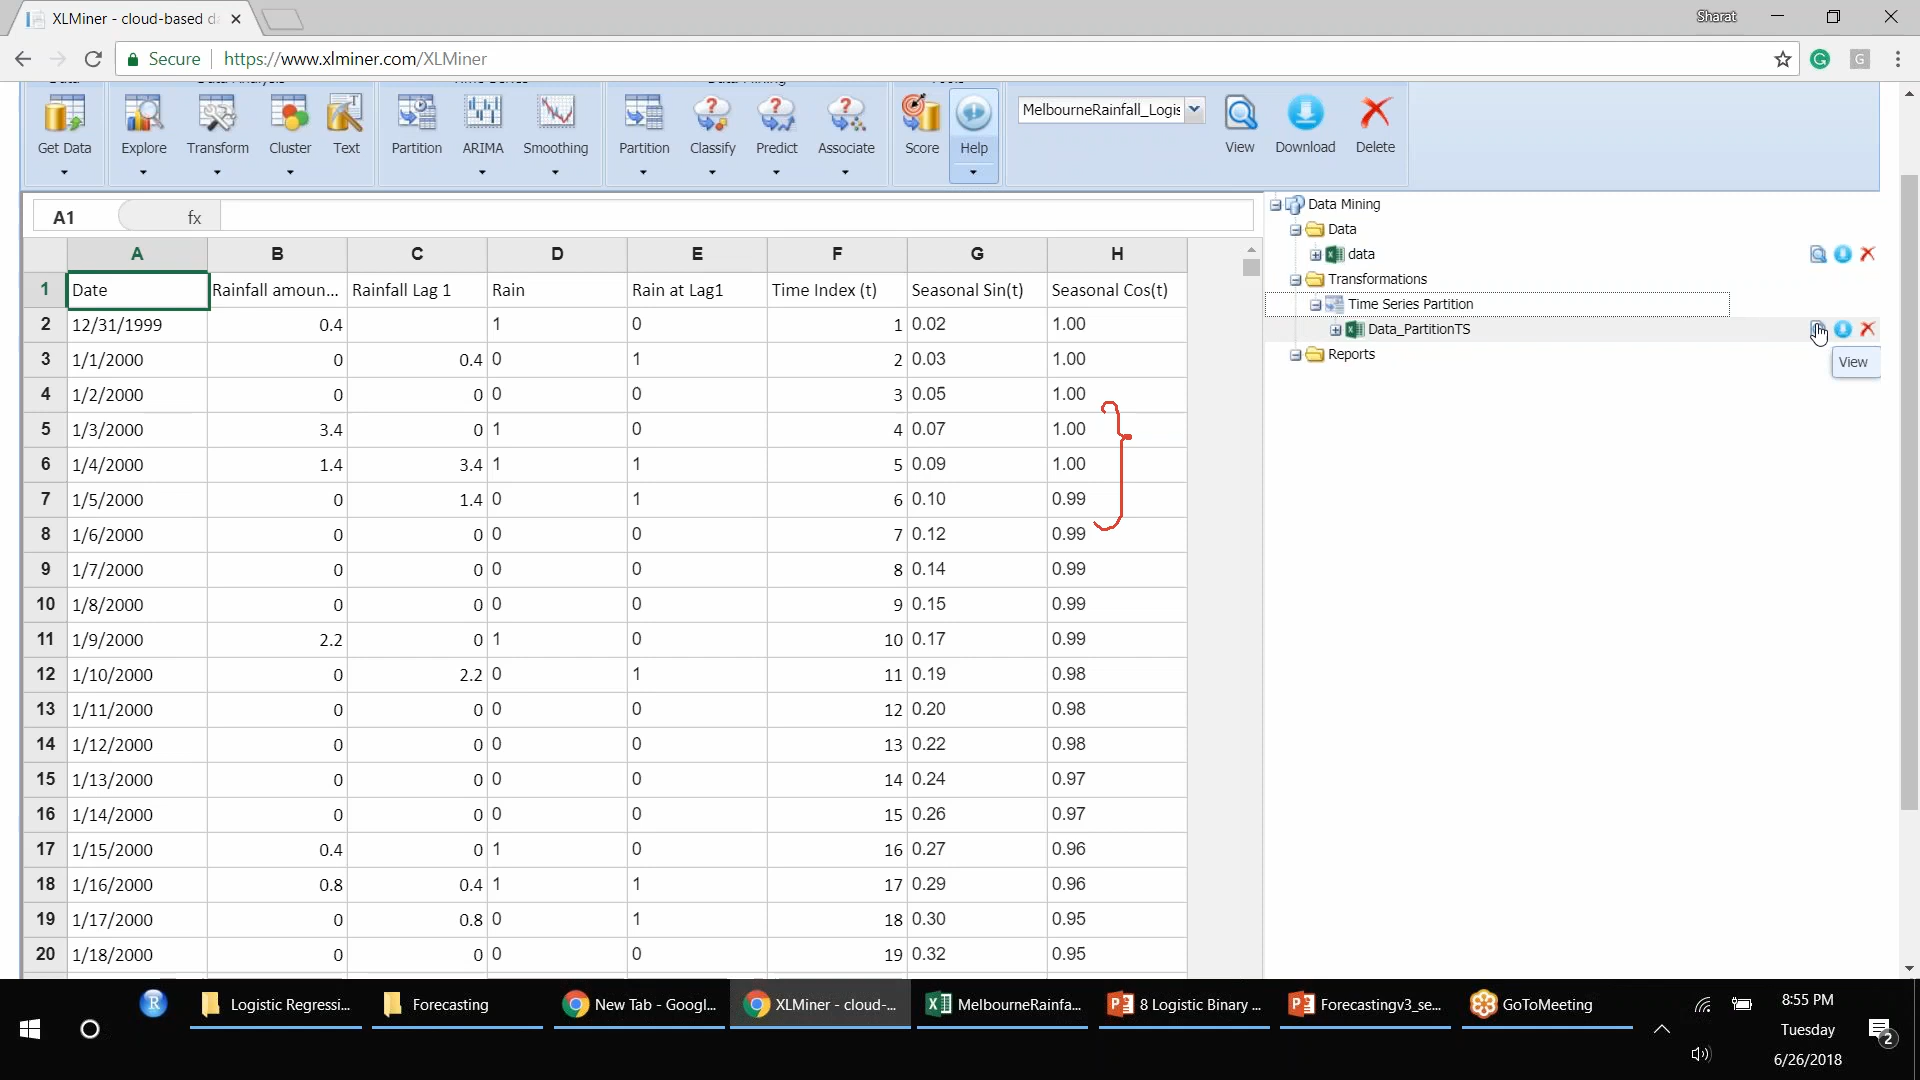 XLMiner - cloud-based d
Sharat
Secure
https://www.xlminer.com/XLMiner
G
Get Data
Explore
Transform
Cluster
Text
Partition
ARIMA
Smoothing
Partition
Classify
Predict
Associate
Score
Help
MelbourneRainfall_Logis
View
Download
Delete
A1
fx
A B C D E F G H
1 Date Rainfall amoun... Rainfall Lag 1 Rain Rain at Lag1 Time Index (t) Seasonal Sin(t) Seasonal Cos(t)
2 12/31/1999 0.4 1 0 1 0.02 1.00
3 1/1/2000 0 0.4 0 1 2 0.03 1.00
4 1/2/2000 0 0 0 0 3 0.05 1.00
5 1/3/2000 3.4 0 1 0 4 0.07 1.00
6 1/4/2000 1.4 3.4 1 1 5 0.09 1.00
7 1/5/2000 0 1.4 0 1 6 0.10 0.99
8 1/6/2000 0 0 0 0 7 0.12 0.99
9 1/7/2000 0 0 0 0 8 0.14 0.99
10 1/8/2000 0 0 0 0 9 0.15 0.99
11 1/9/2000 2.2 0 1 0 10 0.17 0.99
12 1/10/2000 0 2.2 0 1 11 0.19 0.98
13 1/11/2000 0 0 0 0 12 0.20 0.98
14 1/12/2000 0 0 0 0 13 0.22 0.98
15 1/13/2000 0 0 0 0 14 0.24 0.97
16 1/14/2000 0 0 0 0 15 0.26 0.97
17 1/15/2000 0.4 0 1 0 16 0.27 0.96
18 1/16/2000 0.8 0.4 1 1 17 0.29 0.96
19 1/17/2000 0 0.8 0 1 18 0.30 0.95
20 1/18/2000 0 0 0 0 19 0.32 0.95
Data Mining
Data
data
Transformations
Time Series Partition
Data_PartitionTS
View
Reports
R
Logistic Regressi...
Forecasting
New Tab - Googl...
XLMiner - cloud-...
MelbourneRainfa...
8 Logistic Binary ...
Forecastingv3_se...
GoToMeeting
8:55 PM
Tuesday
6/26/2018
2